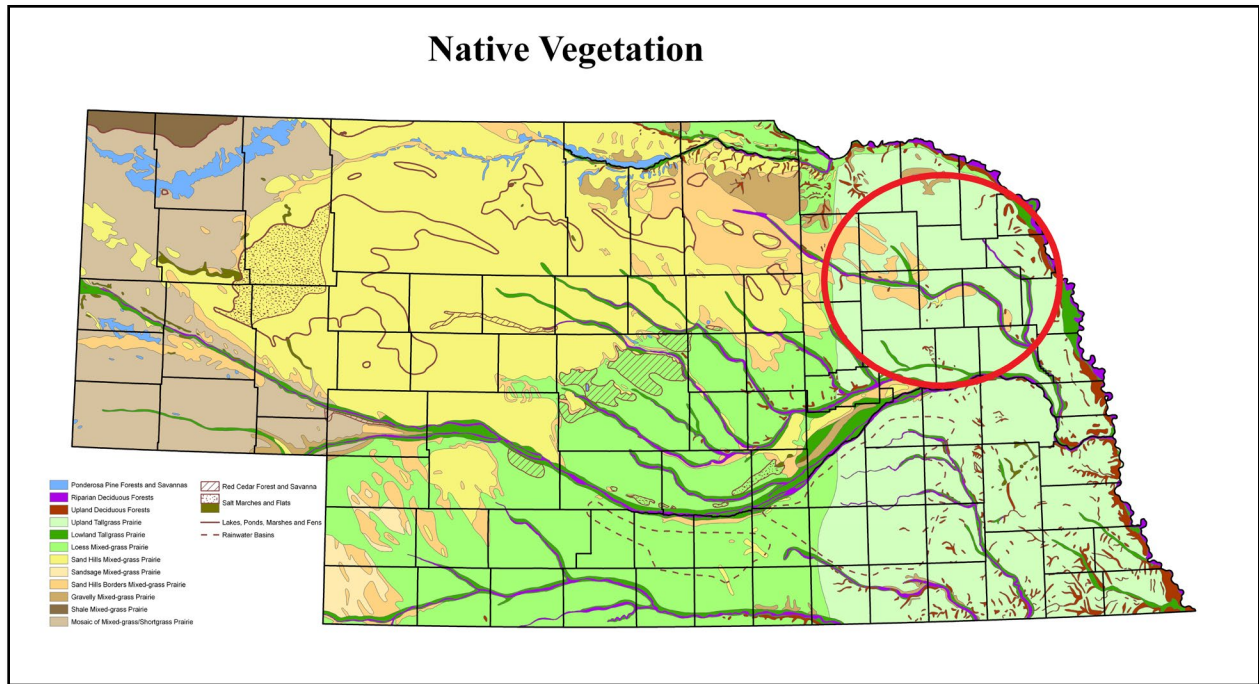 Native Vegetation
Ponderosa Pine Forests and Savannas
Riparian Deciduous Forests
Upland Deciduous Forests
Upland Tallgrass Prairie
Lowland Tallgrass Prairie
Loess Mixed-grass Prairie
Sand Hills Mixed-grass Prairie
Sandsage Mixed-grass Prairie
Sand Hills Borders Mixed-grass Prairie
Gravelly Mixed-grass Prairie
Shale Mixed-grass Prairie
Mosaic of Mixed-grass/Shortgrass Prairie
Red Cedar Forest and Savanna
Salt Marches and Flats
Lakes, Ponds, Marshes and Fens
Rainwater Basins